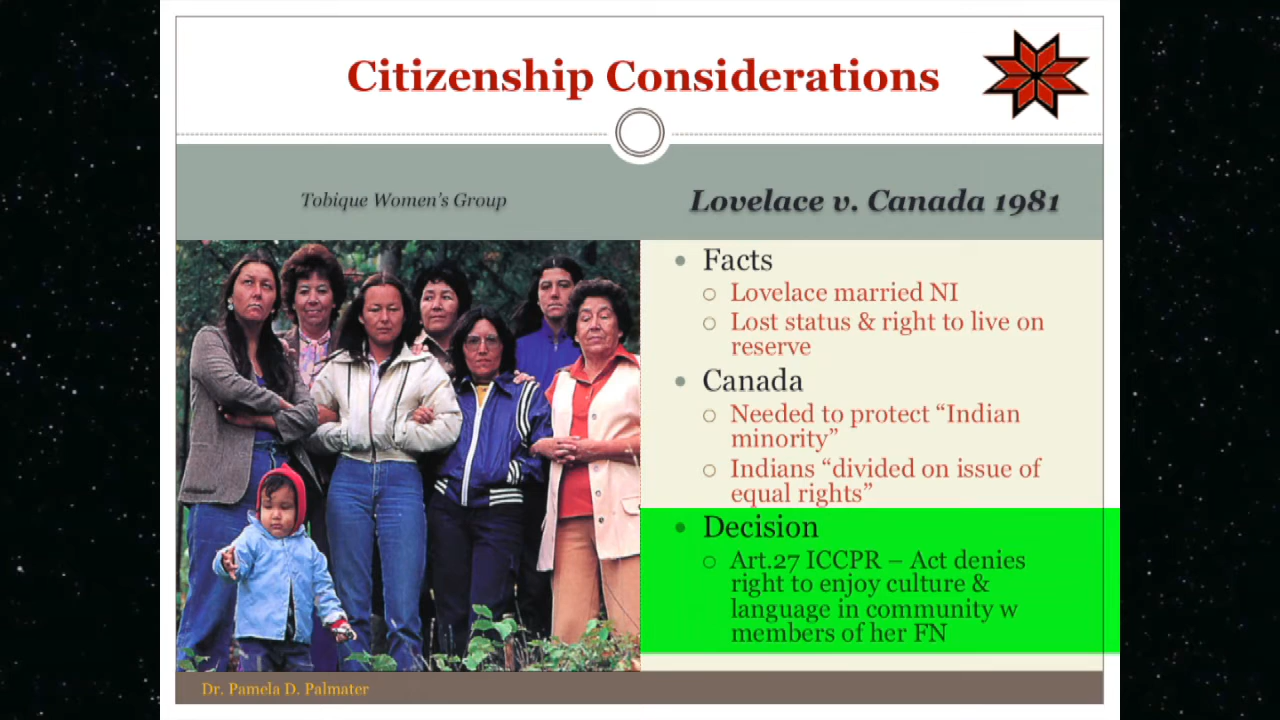 Citizenship Considerations
Tobique Women's Group
Lovelace v. Canada 1981
Facts
Lovelace married NI
Lost status & right to live on
reserve
Canada
Needed to protect “Indian
minority”
Indians “divided on issue of
equal rights”
Decision
Art.27 ICCPR – Act denies
right to enjoy culture &
language in community w
members of her FN
Dr. Pamela D. Palmater